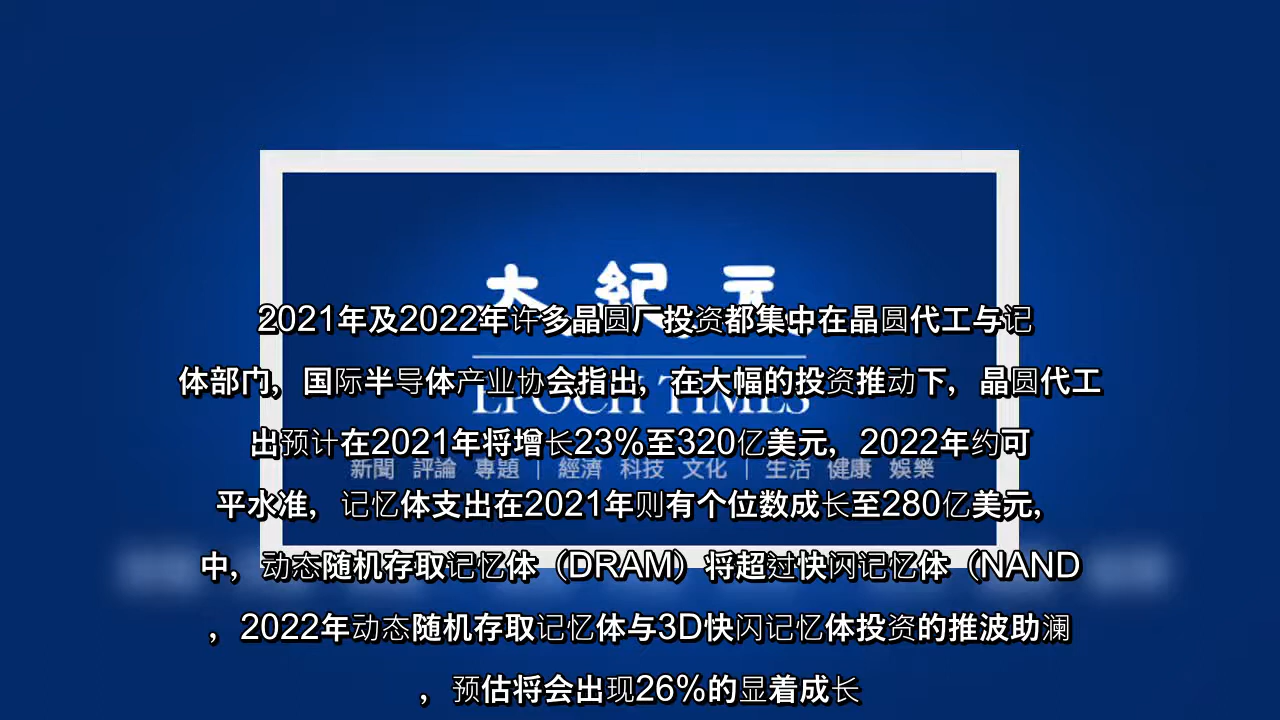 大紀元
2021年及2022年许多晶圆厂投资都集中在晶圆代工与记
体部门，国际半导体产业协会指出，在大幅的投资推动下，晶圆代工
EPOCH TIMES
出预计在2021年将增长23%至320亿美元，2022年约可
新聞 評論 專題 | 經濟 科技 文化 | 生活 健康 娛樂
平水准，记忆体支出在2021年则有个位数成长至280亿美元，
中，动态随机存取记忆体（DRAM）将超过快闪记忆体（NAND
，2022年动态随机存取记忆体与3D快闪记忆体投资的推波助澜
，预估将会出现26%的显着成长